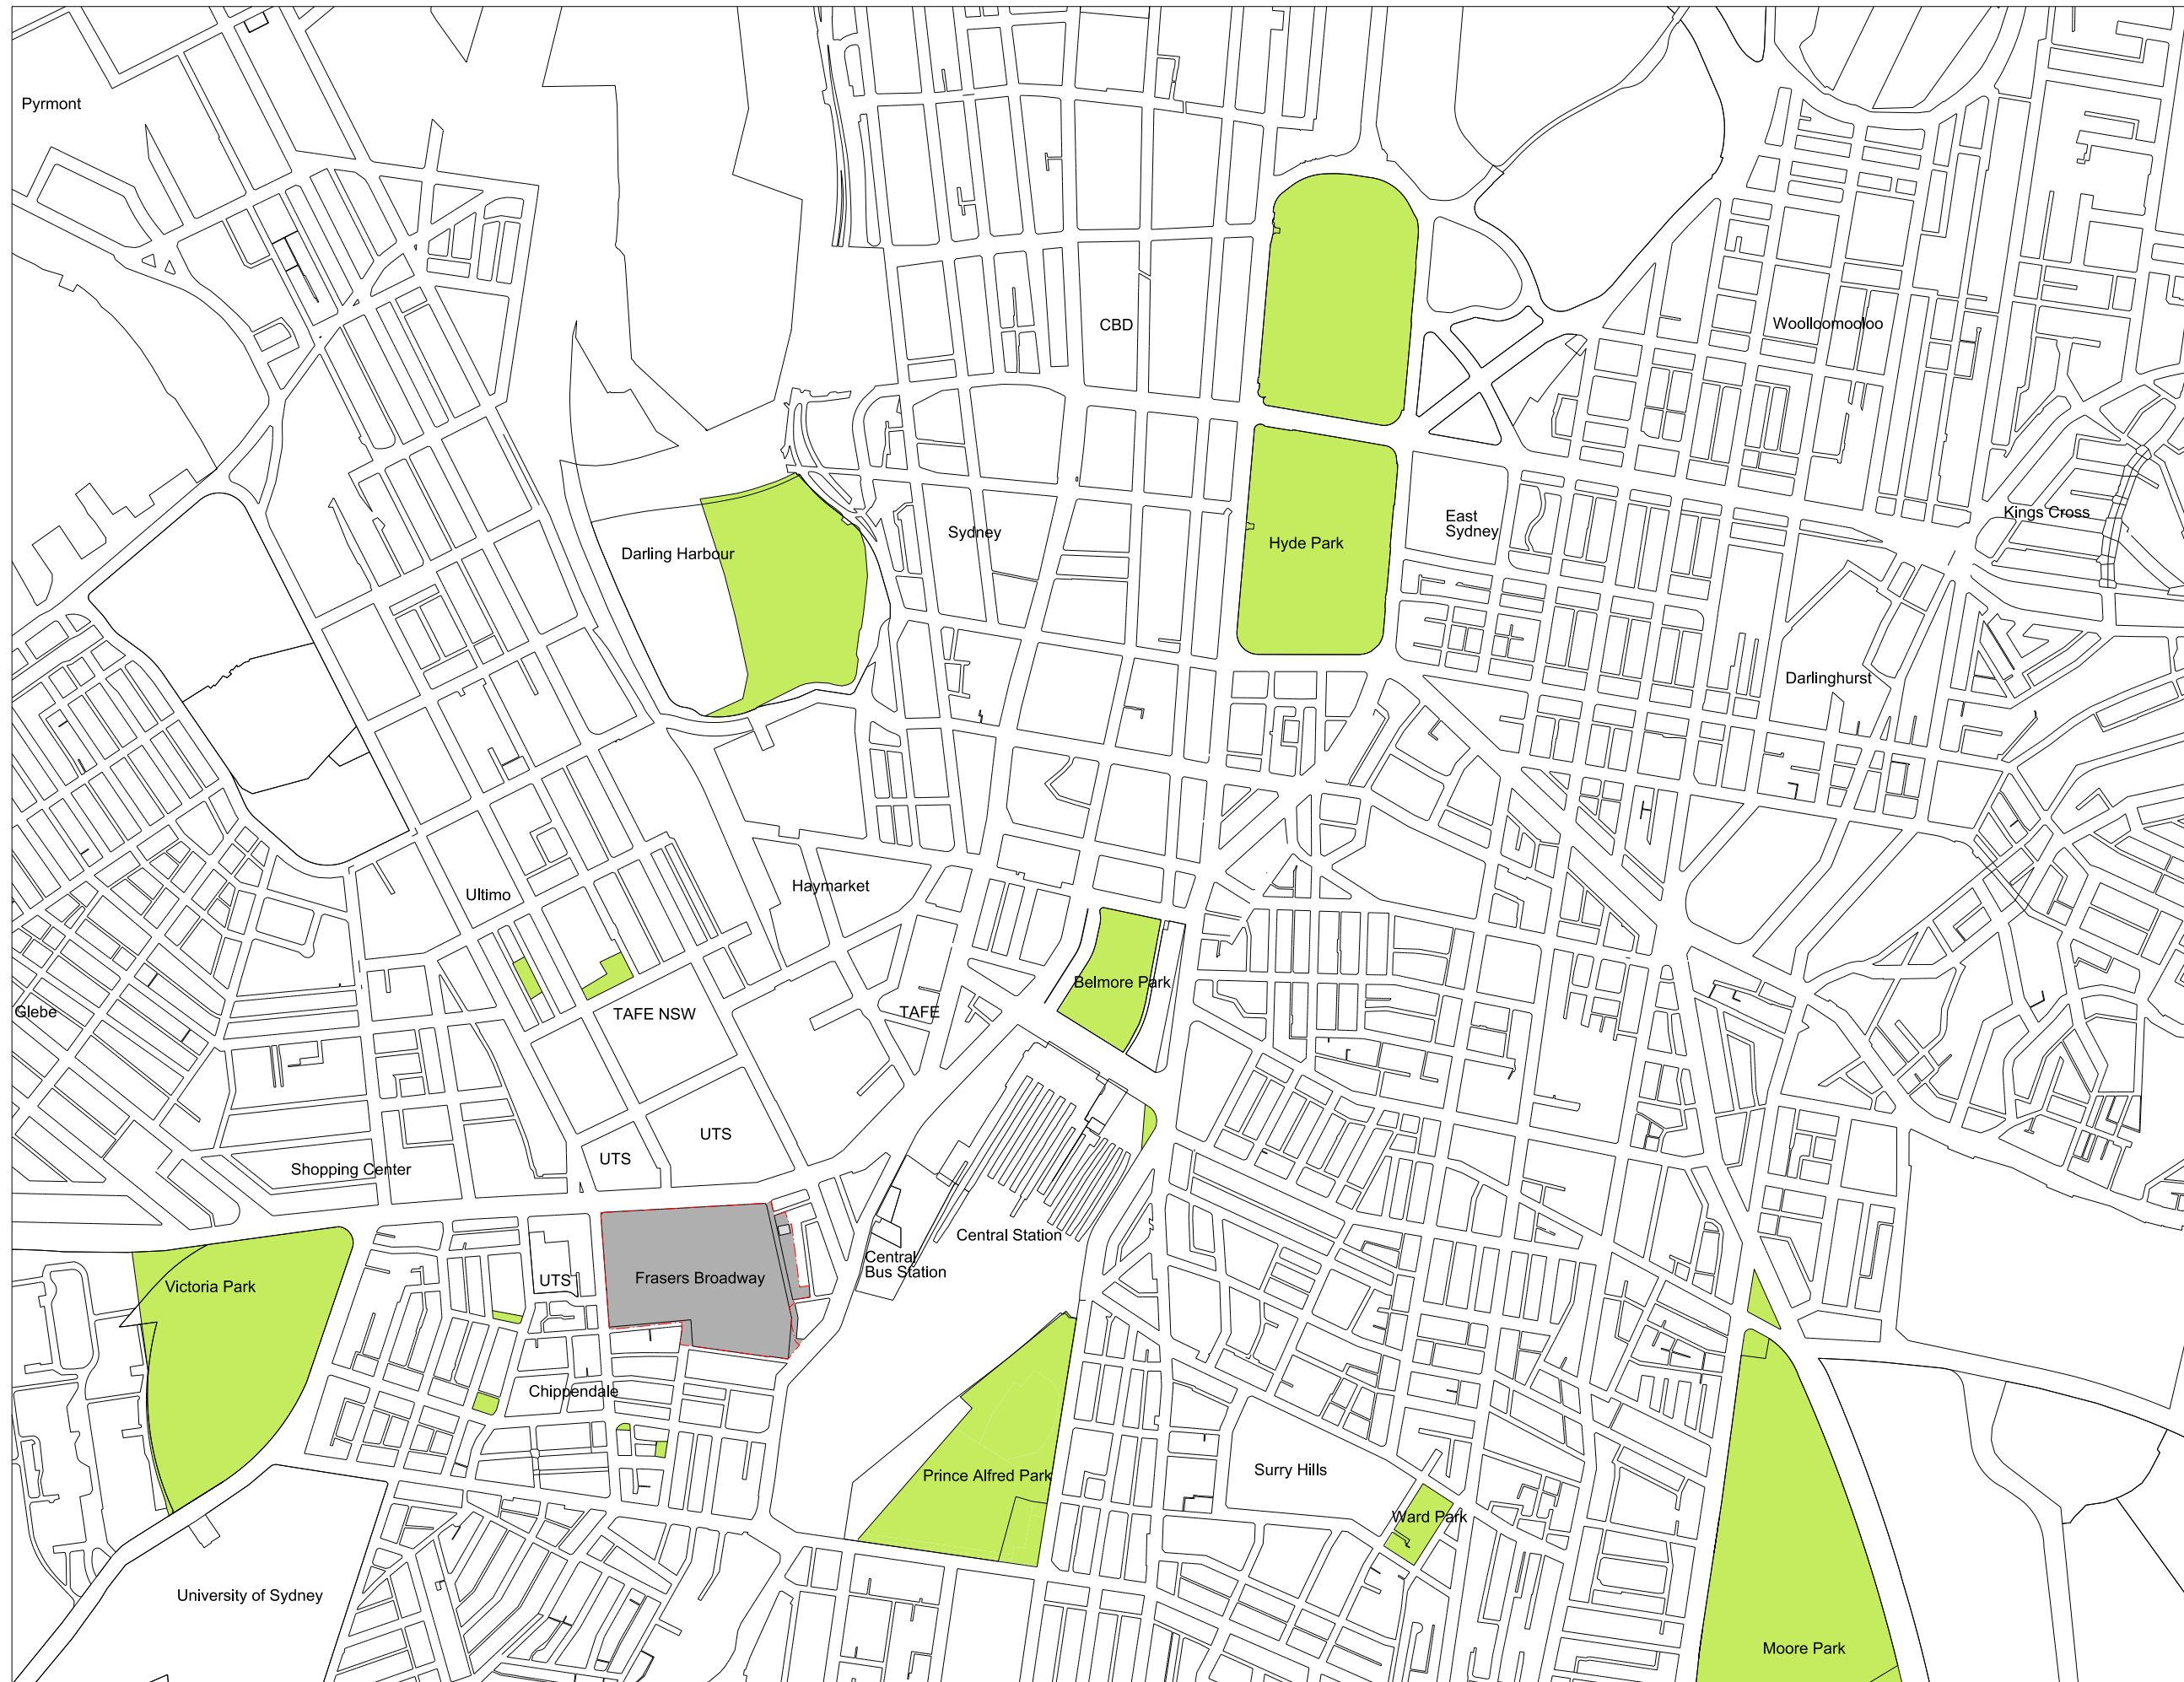 Pyrmont
CBD
Woolloomooloo
Kings Cross
East
Sydney
Sydney
Hyde Park
Darling Harbour
Darlinghurst
Haymarket
Ultimo
Belmore Park
Glebe
TAFE NSW
TAFE
UTS
UTS
Shopping Center
Central Station
Central
Bus Station
Frasers Broadway
UTS
Victoria Park
Chippendale
Surry Hills
Prince Alfred Park
Ward Park
University of Sydney
Moore Park